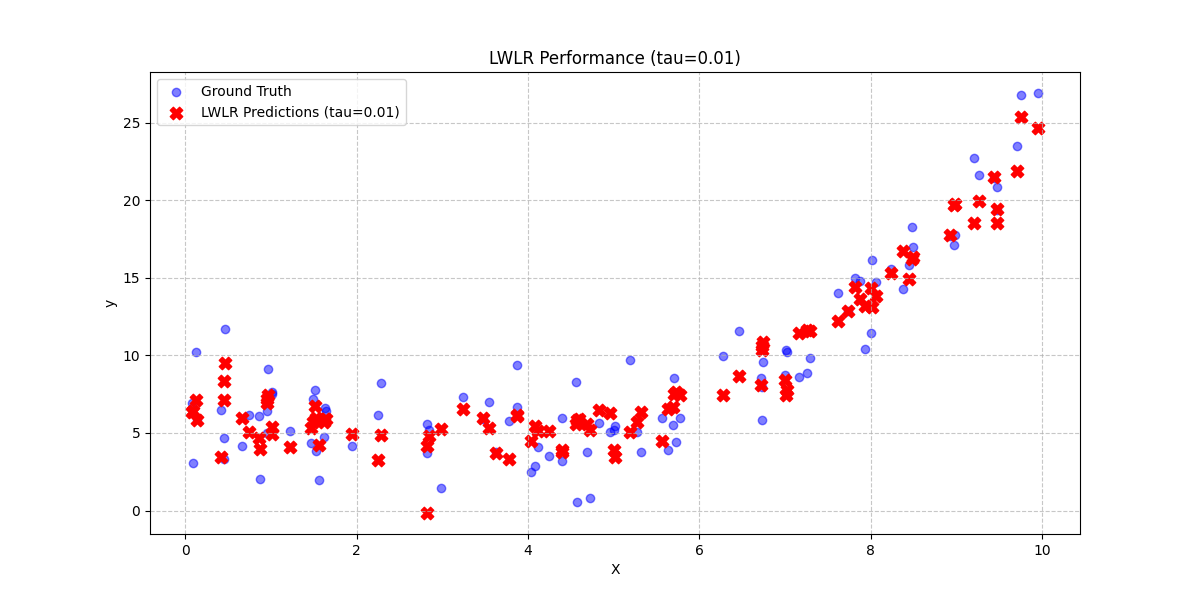 LWLR Performance (tau=0.01)
Ground Truth
LWLR Predictions (tau=0.01)
25
20
15
10
5
0
y
0 2 4 6 8 10
X